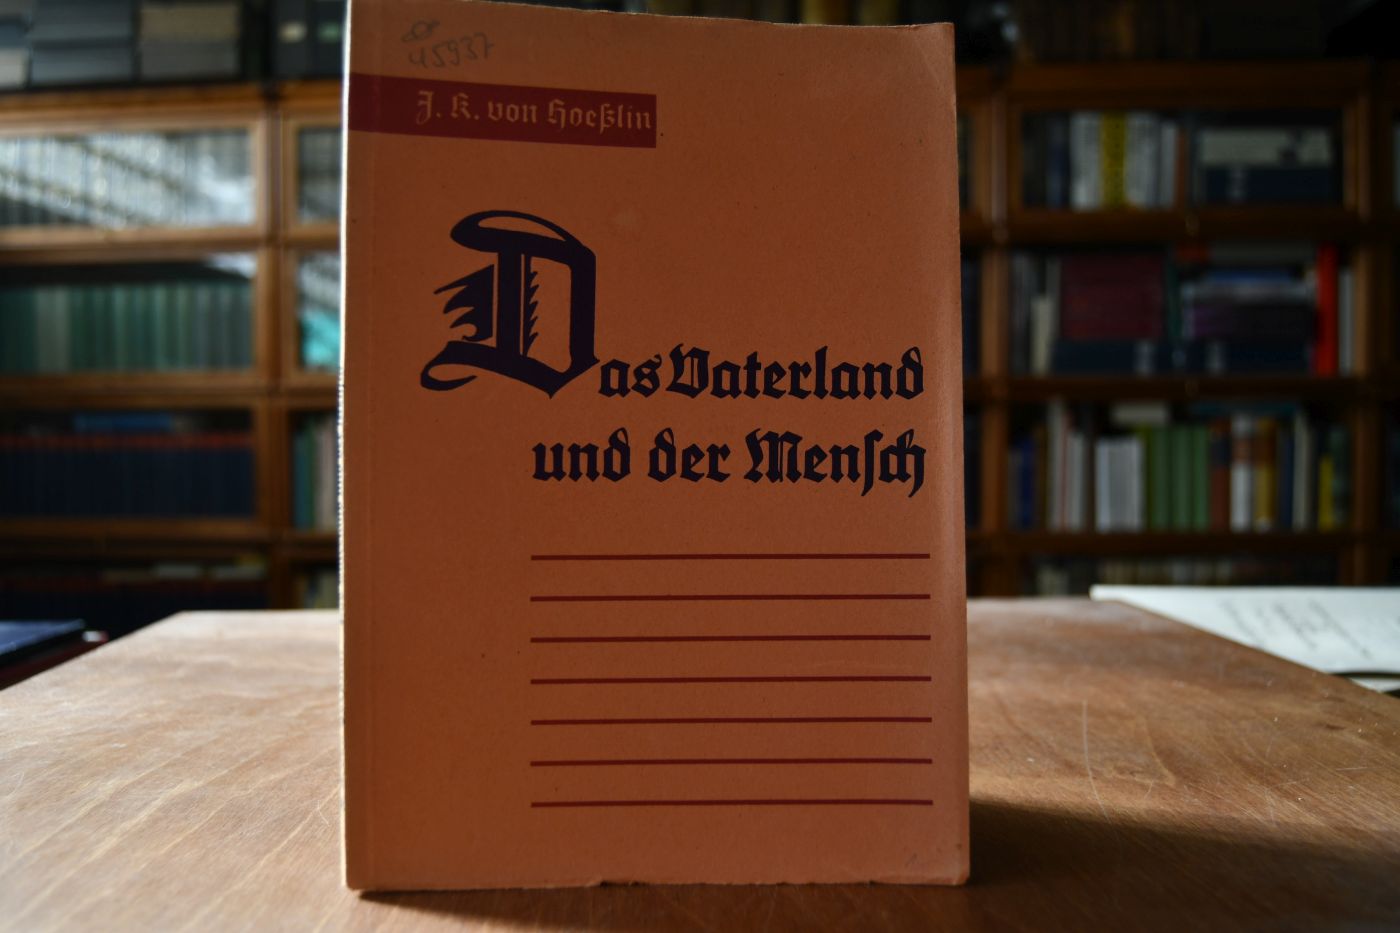 45937
J. K. von Hoeßlin
Das Vaterland
und der Mensch